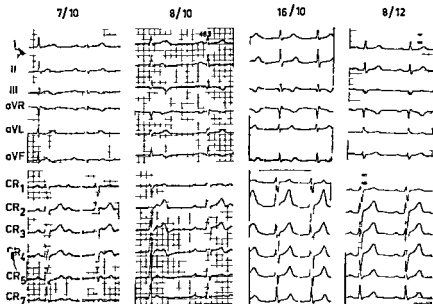 7/10 8/10 16/10 8/12
I
II
III
aVR
aVL
aVF
CR1
CR2
CR3
CR4
CR5
CR7